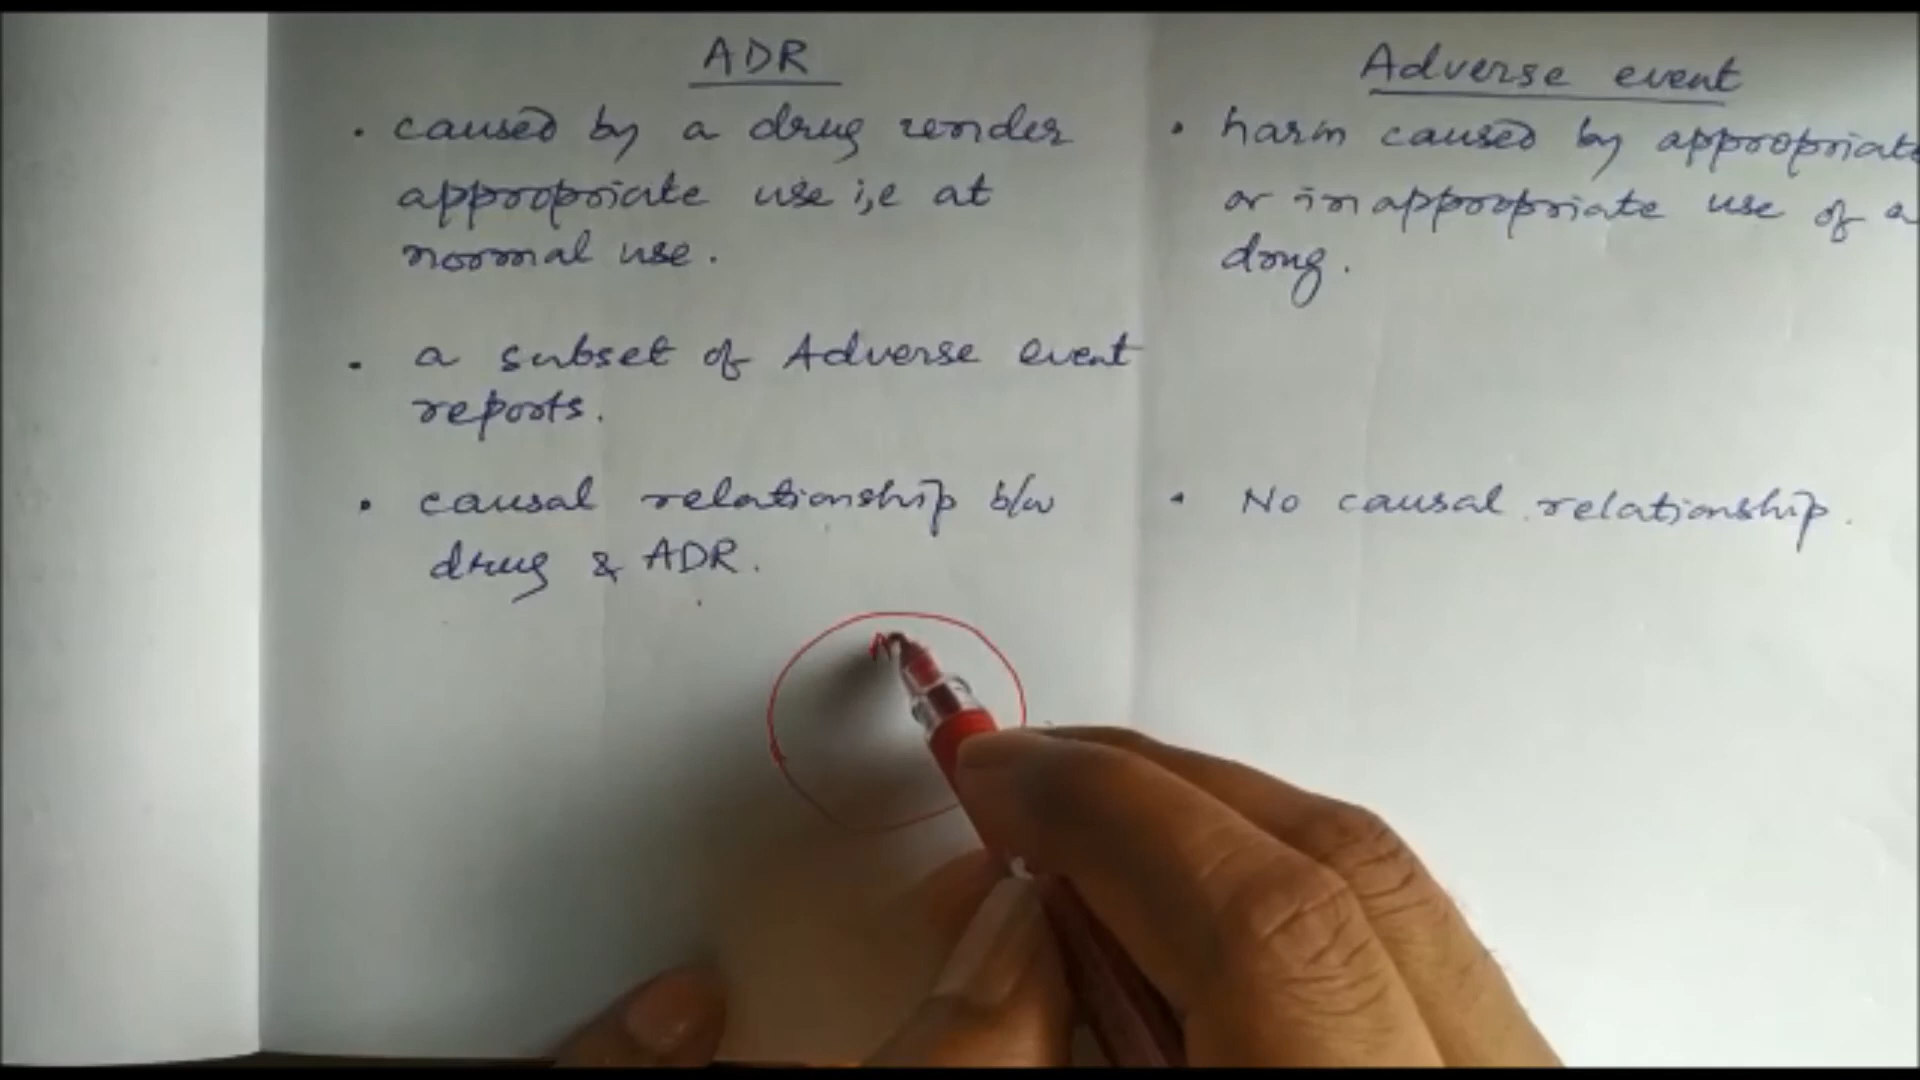 ADR
. caused by a drug under
appropriate use i,e at
normal use.
. a subset of Adverse event
reports.
. causal relationship b/w
drug & ADR.
Adverse event
. harm caused by appropriate
or inappropriate use of a
drug.
. No causal relationship.